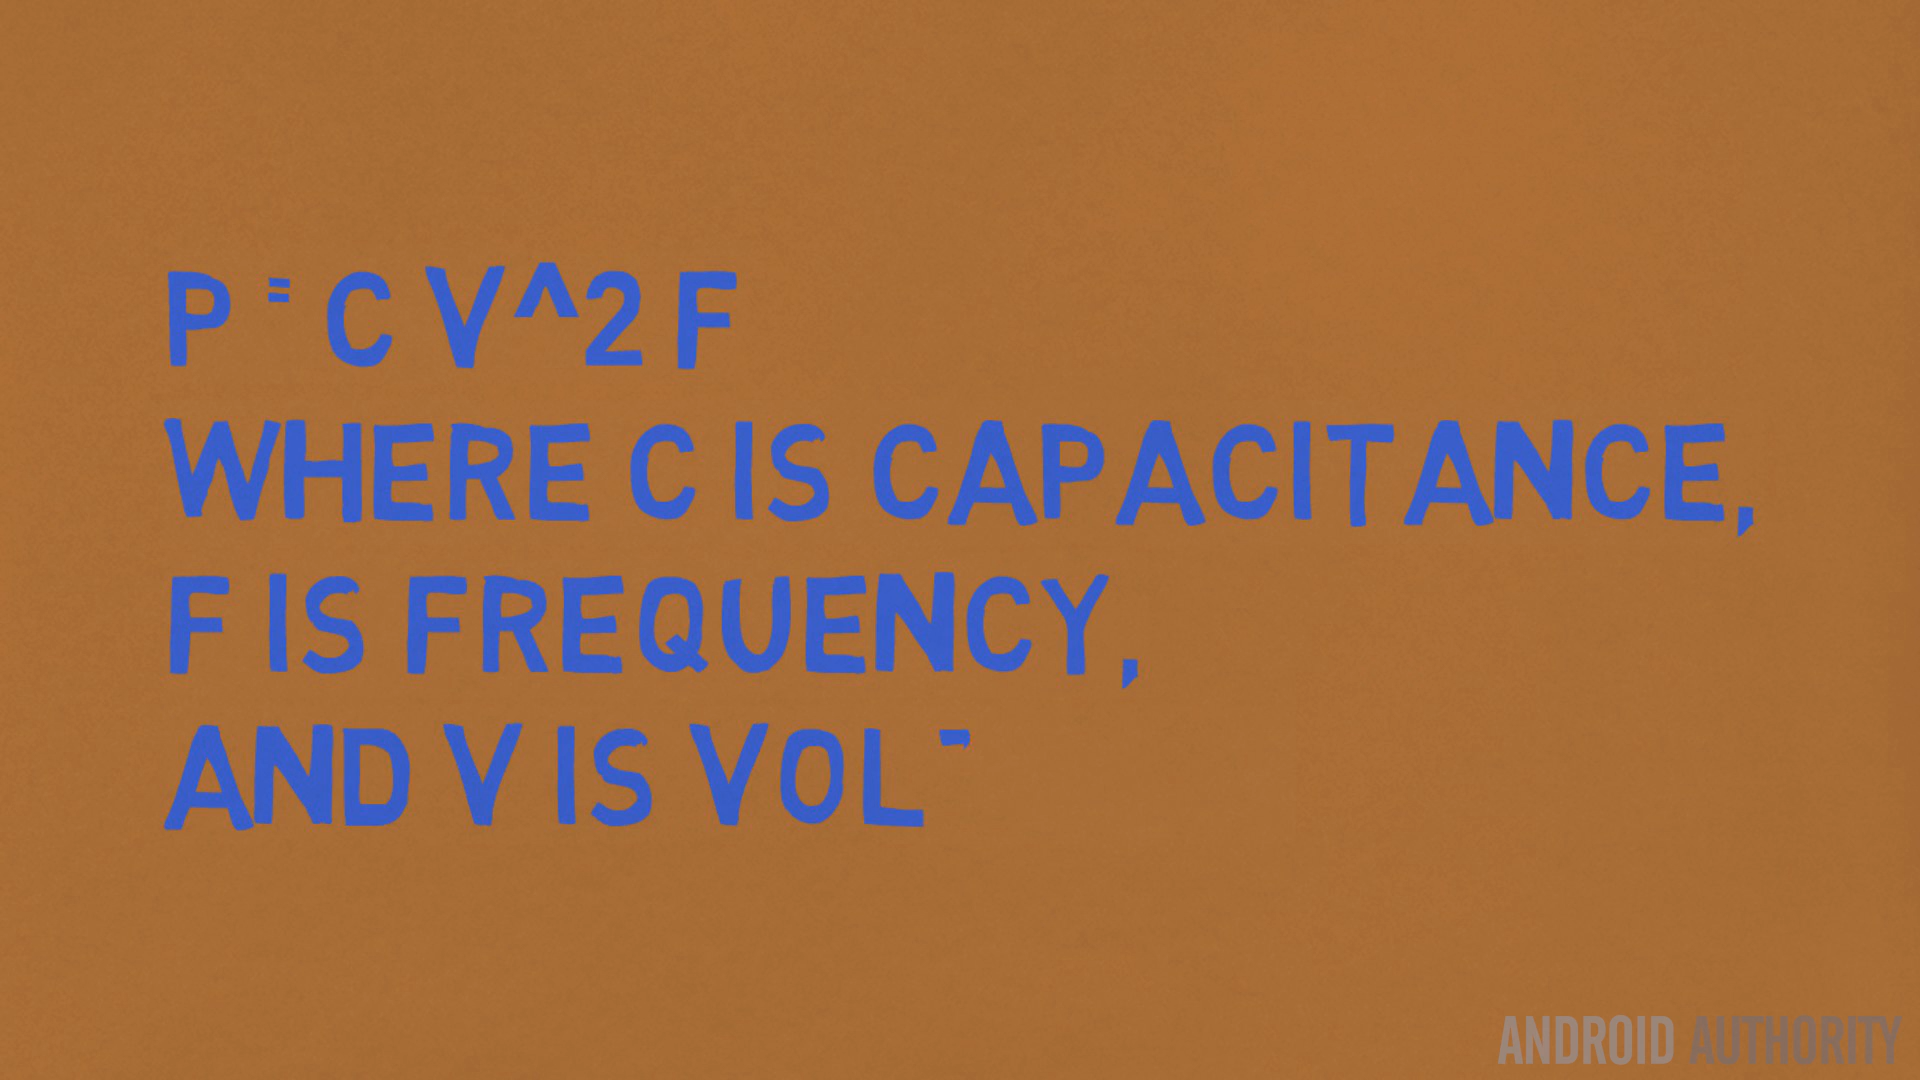 P = C V^2 F
WHERE C IS CAPACITANCE,
F IS FREQUENCY,
AND V IS VOL
ANDROID AUTHORITY